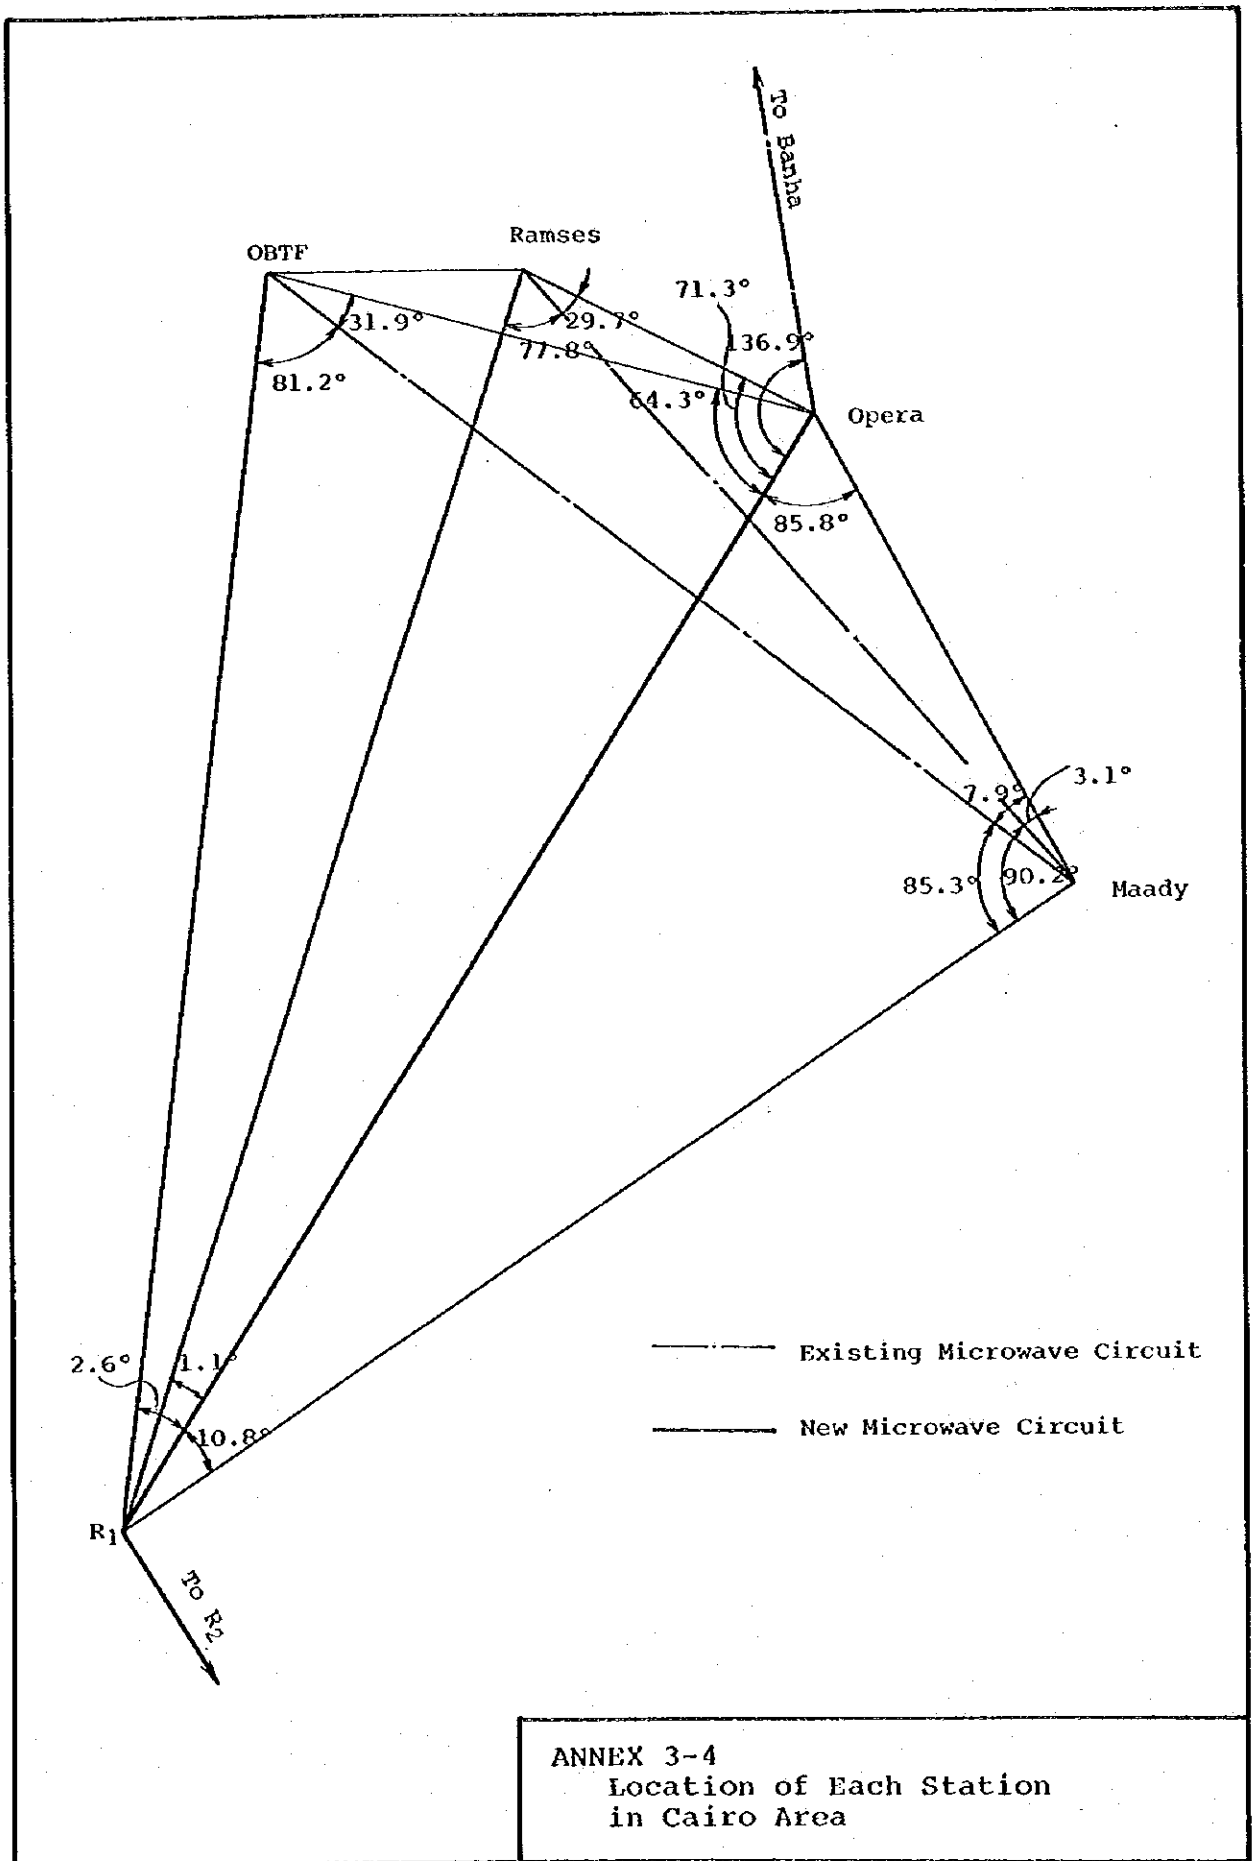 To Banha
Ramses
OBTF
71.3°
31.9°
29.7°
136.9°
77.8°
81.2°
64.3°
Opera
85.8°
3.1°
7.9°
85.3°
90.2°
Maady
Existing Microwave Circuit
2.6°
1.1°
New Microwave Circuit
10.8°
R1
To R2
ANNEX 3-4
Location of Each Station
in Cairo Area